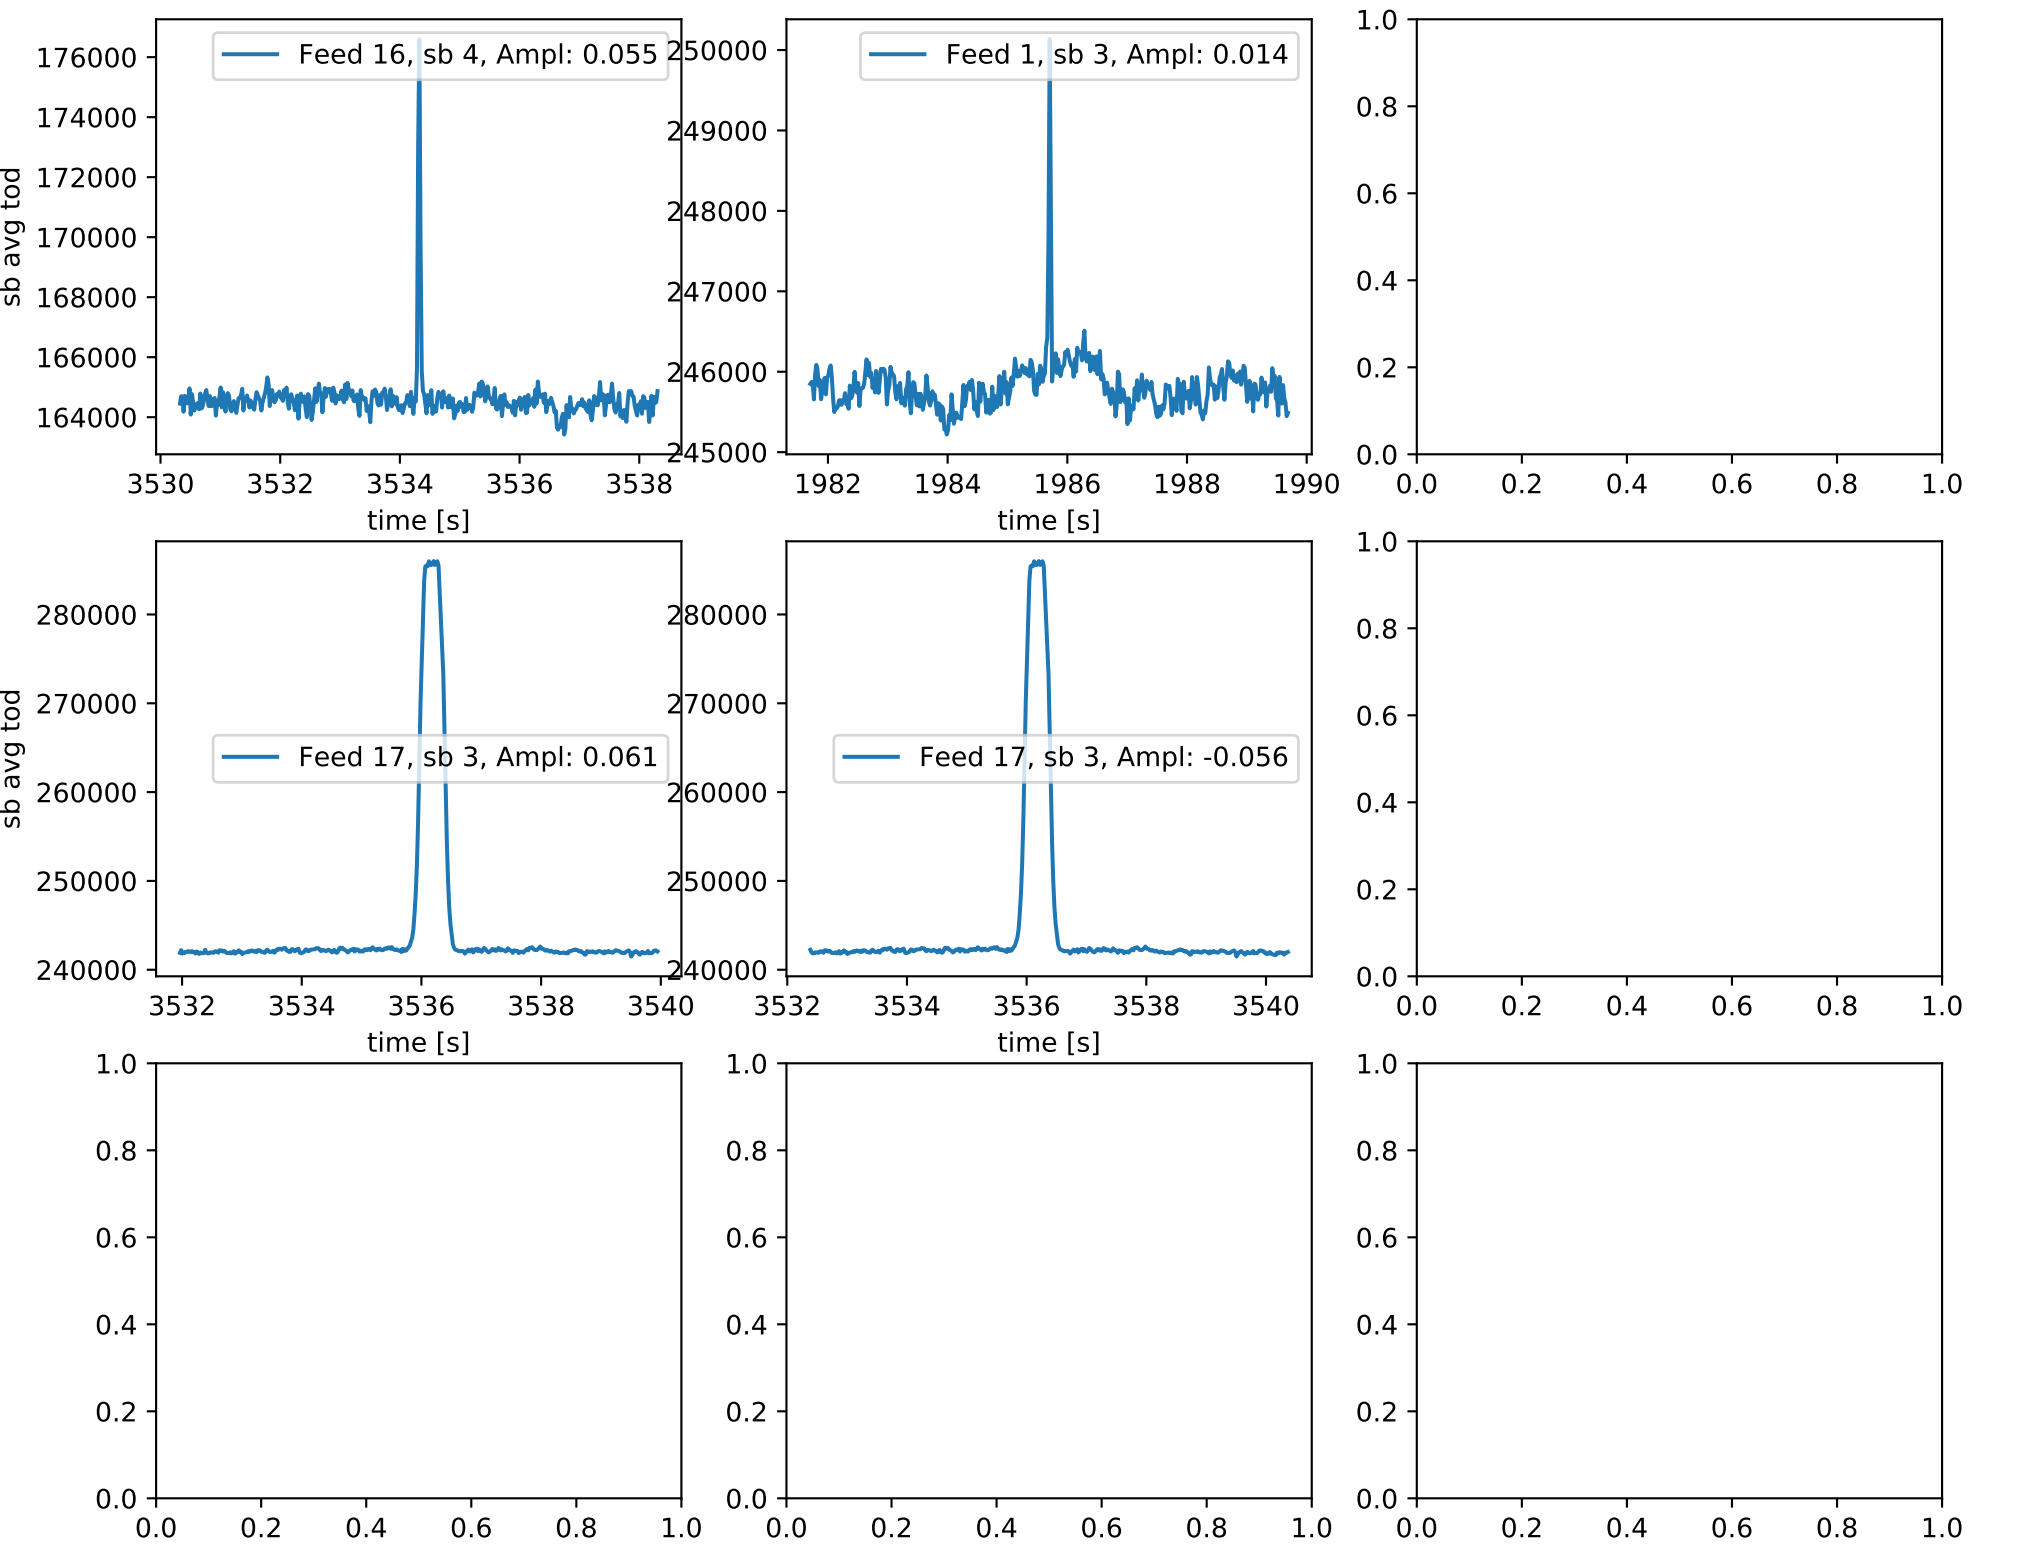 176000
174000
172000
170000
168000
166000
164000
sb avg tod
Feed 16, sb 4, Ampl: 0.055
3530 3532 3534 3536 3538
time [s]
250000
249000
248000
247000
246000
245000
Feed 1, sb 3, Ampl: 0.014
1982 1984 1986 1988 1990
time [s]
1.0
0.8
0.6
0.4
0.2
0.0
0.0 0.2 0.4 0.6 0.8 1.0
280000
270000
260000
250000
240000
sb avg tod
Feed 17, sb 3, Ampl: 0.061
3532 3534 3536 3538 3540
time [s]
280000
270000
260000
250000
240000
Feed 17, sb 3, Ampl: -0.056
3532 3534 3536 3538 3540
time [s]
1.0
0.8
0.6
0.4
0.2
0.0
0.0 0.2 0.4 0.6 0.8 1.0
1.0
0.8
0.6
0.4
0.2
0.0
0.0 0.2 0.4 0.6 0.8 1.0
1.0
0.8
0.6
0.4
0.2
0.0
0.0 0.2 0.4 0.6 0.8 1.0
1.0
0.8
0.6
0.4
0.2
0.0
0.0 0.2 0.4 0.6 0.8 1.0